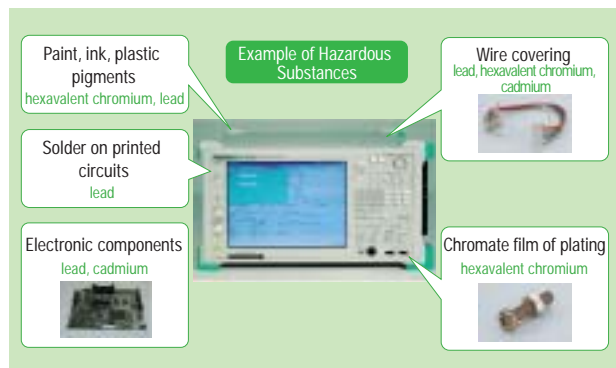 Paint, ink, plastic
pigments
hexavalent chromium, lead
Example of Hazardous
Substances
Wire covering
lead, hexavalent chromium,
cadmium
Solder on printed
circuits
lead
Electronic components
lead, cadmium
Chromate film of plating
hexavalent chromium